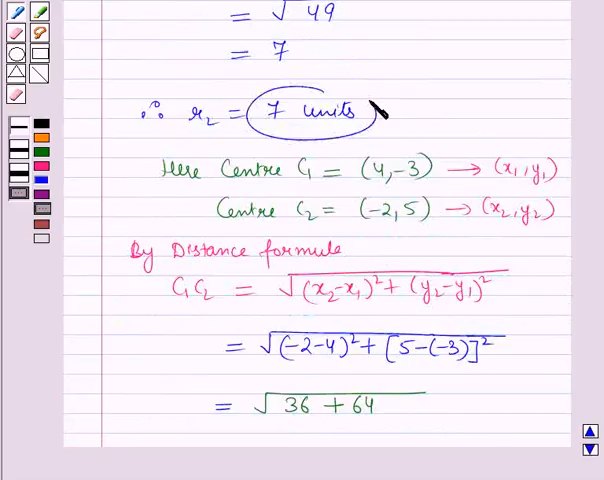 = √49
= 7
∴ r₂ = 7 units
Here Centre C₁ = (4,-3) → (x₁,y₁)
Centre C₂ = (-2,5) → (x₂,y₂)
By Distance formula
C₁C₂ = √(x₂-x₁)²+(y₂-y₁)²
= √(-2-4)²+[5-(-3)]²
= √36+64